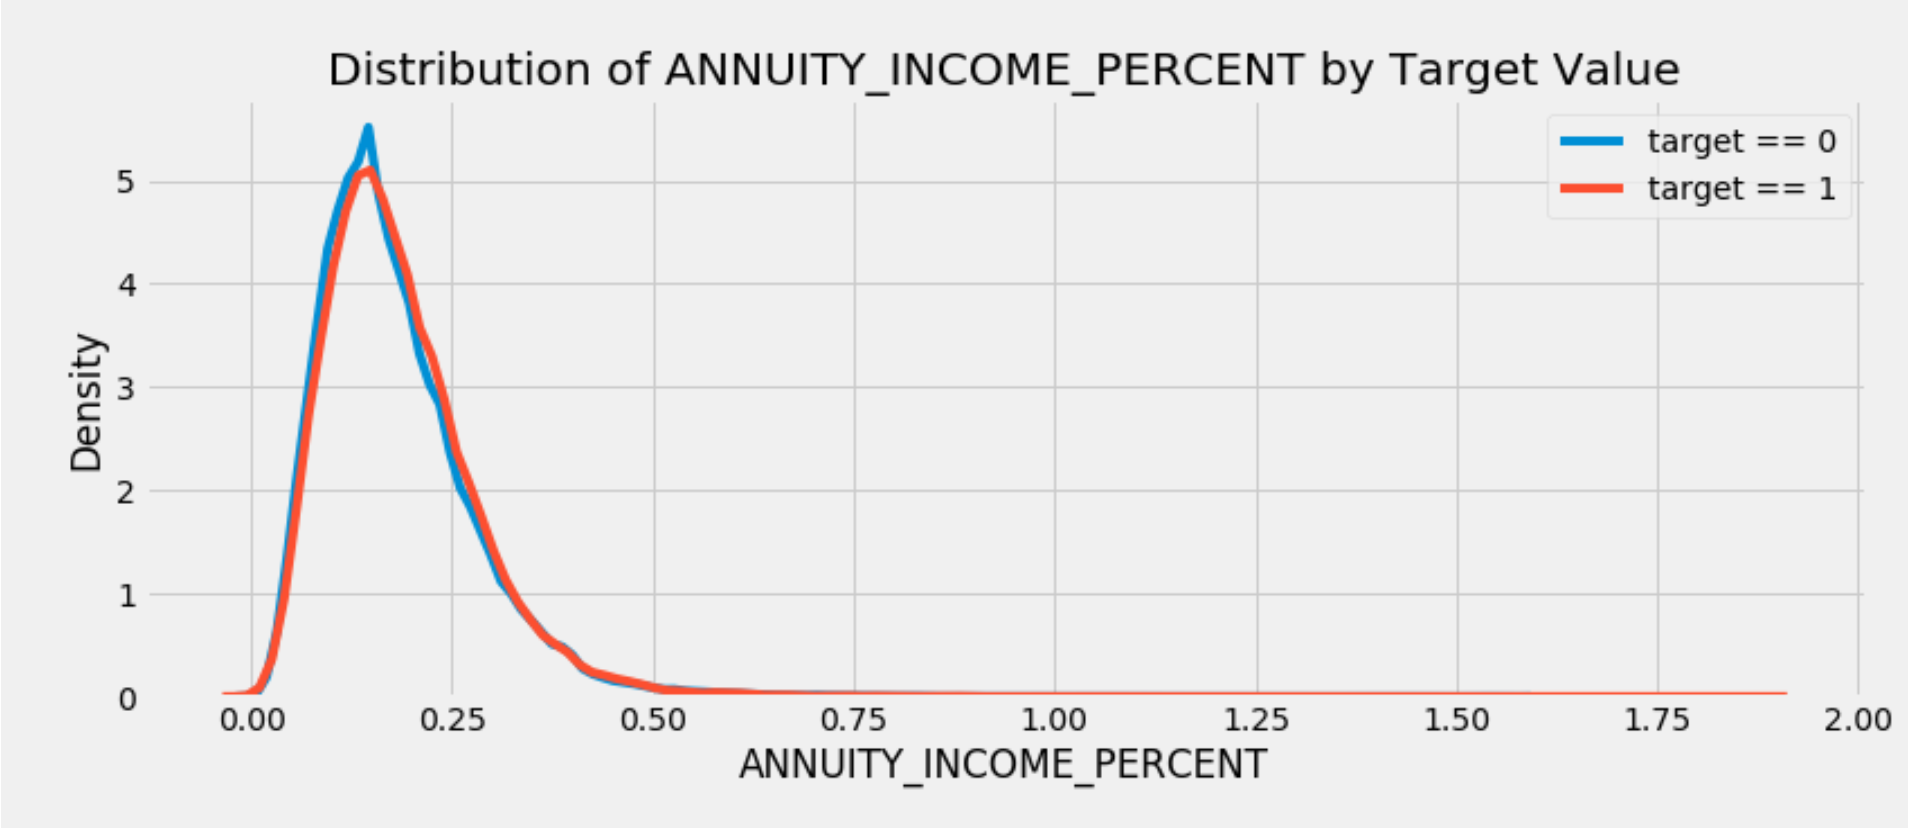 Distribution of ANNUITY_INCOME_PERCENT by Target Value
target == 0
target == 1
5
4
3
2
1
0
Density
0.00 0.25 0.50 0.75 1.00 1.25 1.50 1.75 2.00
ANNUITY_INCOME_PERCENT